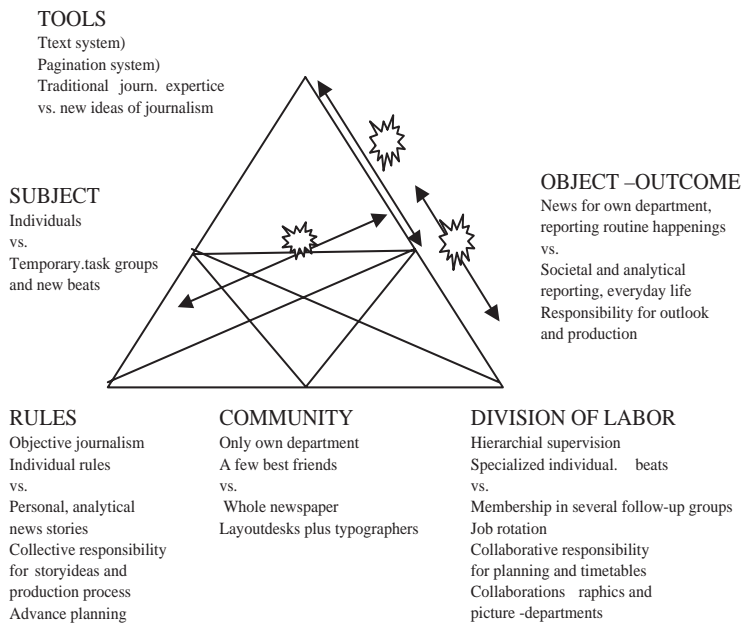 TOOLS
Ttext system)
Pagination system)
Traditional journ. expertice
vs. new ideas of journalism
SUBJECT
Individuals
vs.
Temporary.task groups
and new beats
OBJECT –OUTCOME
News for own department,
reporting routine happenings
vs.
Societal and analytical
reporting, everyday life
Responsibility for outlook
and production
RULES
Objective journalism
Individual rules
vs.
Personal, analytical
news stories
Collective responsibility
for storyideas and
production process
Advance planning
COMMUNITY
Only own department
A few best friends
vs.
Whole newspaper
Layoutdesks plus typographers
DIVISION OF LABOR
Hierarchial supervision
Specialized individual. beats
vs.
Membership in several follow-up groups
Job rotation
Collaborative responsibility
for planning and timetables
Collaborations raphics and
picture -departments